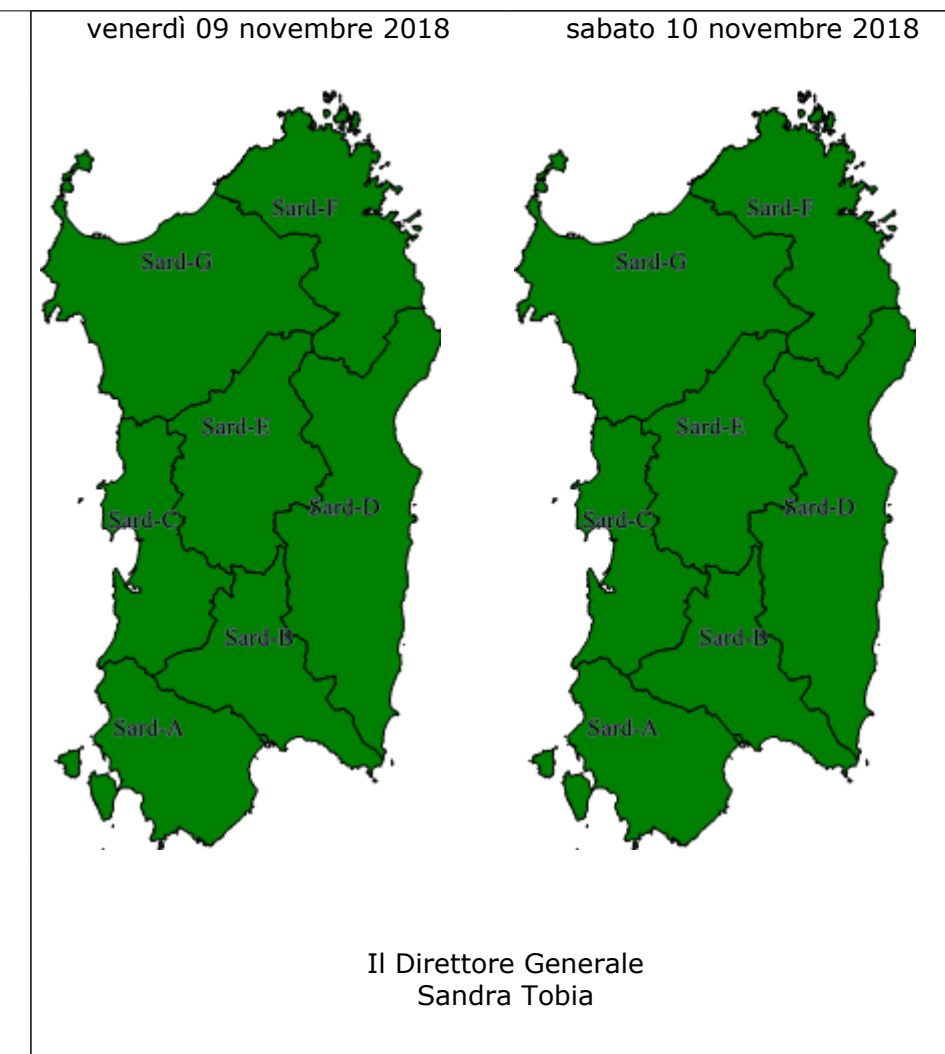 venerdì 09 novembre 2018
sabato 10 novembre 2018
Sard-F
Sard-G
Sard-E
Sard-D
Sard-C
Sard-B
Sard-A
Sard-F
Sard-G
Sard-E
Sard-D
Sard-C
Sard-B
Sard-A
Il Direttore Generale
Sandra Tobia